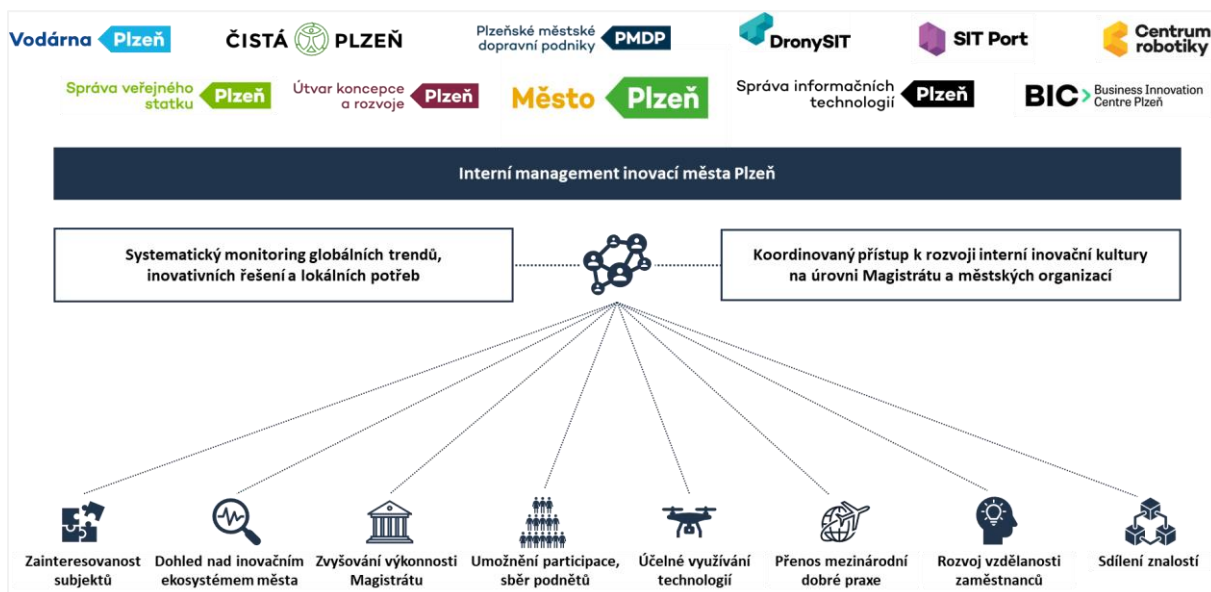 Vodárna Plzeň
ČISTÁ PLZEŇ
Plzeňské městské
dopravní podniky
PMDP
DronySIT
SIT Port
Centrum
robotiky
Správa veřejného
statku
Plzeň
Útvar koncepce
a rozvoje
Plzeň
Město Plzeň
Správa informačních
technologií
Plzeň
BIC
Business Innovation
Centre Plzeň
Interní management inovací města Plzeň
Systematický monitoring globálních trendů,
inovativních řešení a lokálních potřeb
Koordinovaný přístup k rozvoji interní inovační kultury
na úrovni Magistrátu a městských organizací
Zainteresovanost
subjektů
Dohled nad inovačním
ekosystémem města
Zvyšování výkonnosti
Magistrátu
Umožnění participace,
sběr podnětů
Účelné využívání
technologií
Přenos mezinárodní
dobré praxe
Rozvoj vzdělanosti
zaměstnanců
Sdílení znalostí